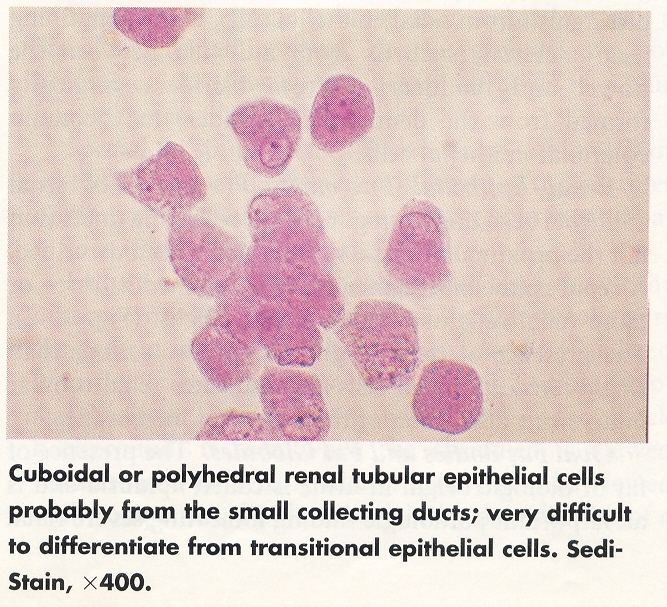 Cuboidal or polyhedral renal tubular epithelial cells
probably from the small collecting ducts; very difficult
to differentiate from transitional epithelial cells. Sedi-
Stain, ×400.